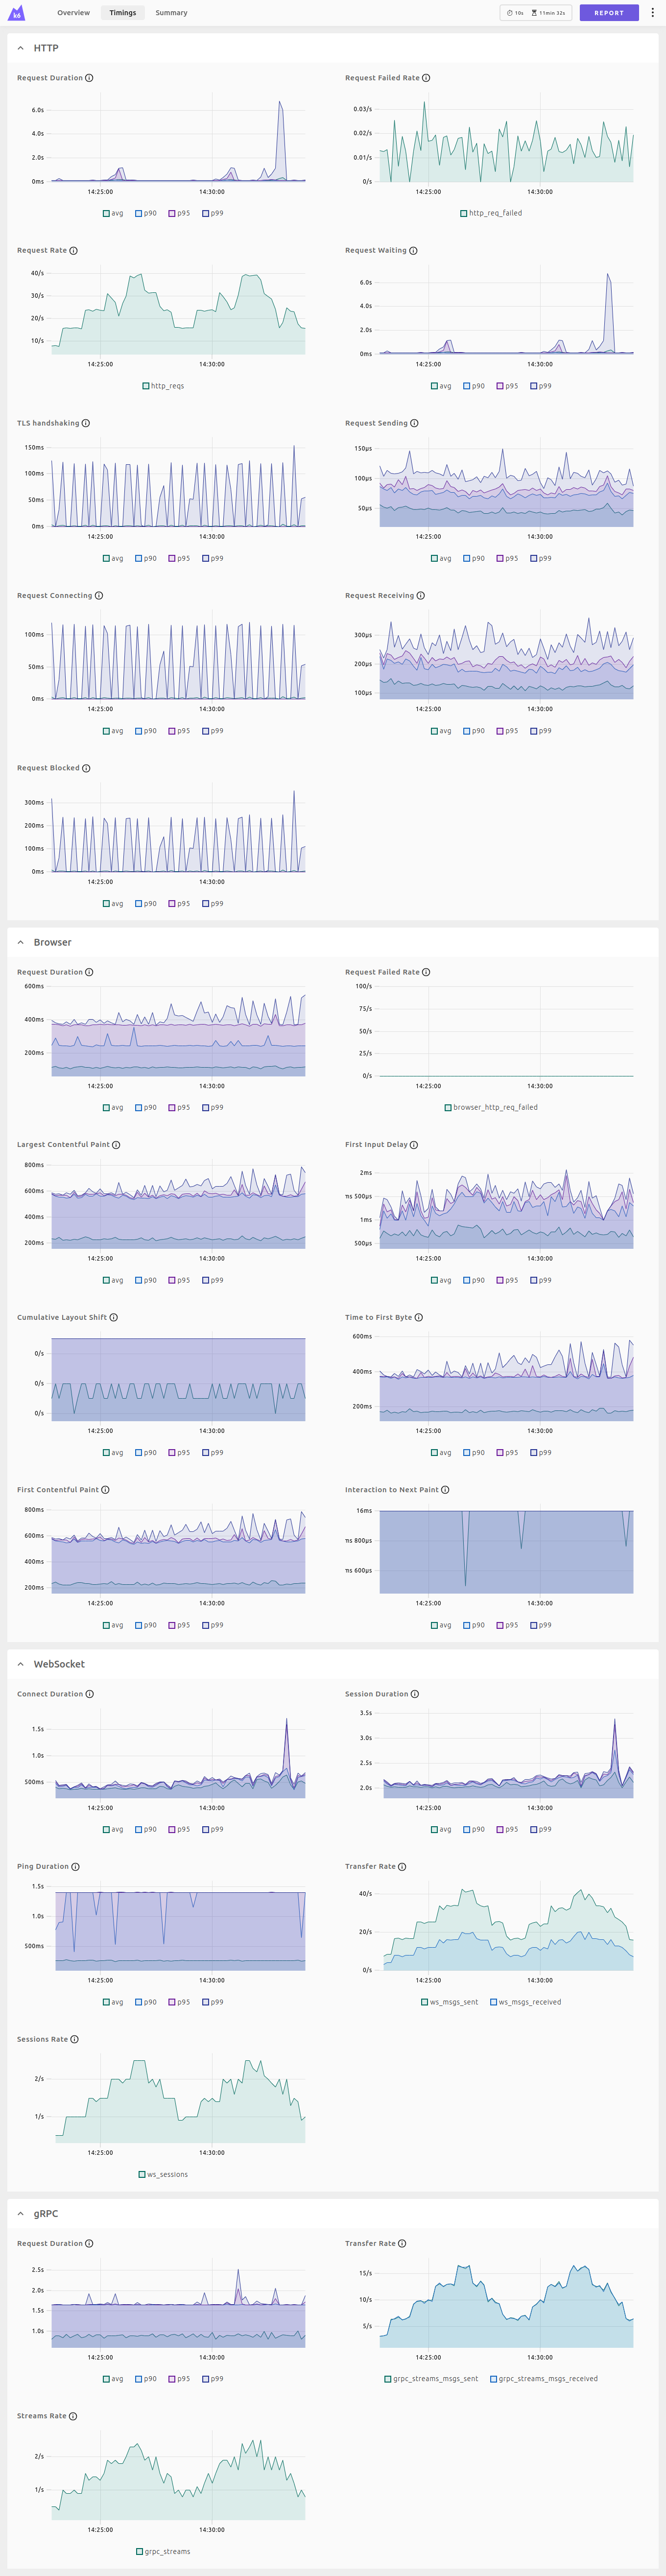 k6 Overview Timings Summary 10s 11min 32s REPORT
HTTP
Request Duration Request Failed Rate
6.0s 0.03/s
4.0s 0.02/s
2.0s 0.01/s
0ms 0/s
14:25:00 14:30:00 14:25:00 14:30:00
avg p90 p95 p99 http_req_failed
Request Rate Request Waiting
40/s 6.0s
30/s 4.0s
20/s 2.0s
10/s 0ms
14:25:00 14:30:00 14:25:00 14:30:00
http_reqs avg p90 p95 p99
TLS handshaking Request Sending
150ms 150µs
100ms 100µs
50ms 50µs
0ms
14:25:00 14:30:00 14:25:00 14:30:00
avg p90 p95 p99 avg p90 p95 p99
Request Connecting Request Receiving
100ms 300µs
50ms 200µs
0ms 100µs
14:25:00 14:30:00 14:25:00 14:30:00
avg p90 p95 p99 avg p90 p95 p99
Request Blocked
300ms
200ms
100ms
0ms
14:25:00 14:30:00
avg p90 p95 p99
Browser
Request Duration Request Failed Rate
600ms 100/s
400ms 75/s
200ms 50/s
25/s
0/s
14:25:00 14:30:00 14:25:00 14:30:00
avg p90 p95 p99 browser_http_req_failed
Largest Contentful Paint First Input Delay
800ms 2ms
600ms ms 500µs
400ms 1ms
200ms 500µs
14:25:00 14:30:00 14:25:00 14:30:00
avg p90 p95 p99 avg p90 p95 p99
Cumulative Layout Shift Time to First Byte
0/s 600ms
0/s 400ms
0/s 200ms
14:25:00 14:30:00 14:25:00 14:30:00
avg p90 p95 p99 avg p90 p95 p99
First Contentful Paint Interaction to Next Paint
800ms 16ms
600ms ms 800µs
400ms ms 600µs
200ms
14:25:00 14:30:00 14:25:00 14:30:00
avg p90 p95 p99 avg p90 p95 p99
WebSocket
Connect Duration Session Duration
1.5s 3.5s
1.0s 3.0s
500ms 2.5s
2.0s
14:25:00 14:30:00 14:25:00 14:30:00
avg p90 p95 p99 avg p90 p95 p99
Ping Duration Transfer Rate
1.5s 40/s
1.0s 20/s
500ms 0/s
14:25:00 14:30:00 14:25:00 14:30:00
avg p90 p95 p99 ws_msgs_sent ws_msgs_received
Sessions Rate
2/s
1/s
14:25:00 14:30:00
ws_sessions
gRPC
Request Duration Transfer Rate
2.5s 15/s
2.0s 10/s
1.5s 5/s
1.0s
14:25:00 14:30:00 14:25:00 14:30:00
avg p90 p95 p99 grpc_streams_msgs_sent grpc_streams_msgs_received
Streams Rate
2/s
1/s
14:25:00 14:30:00
grpc_streams